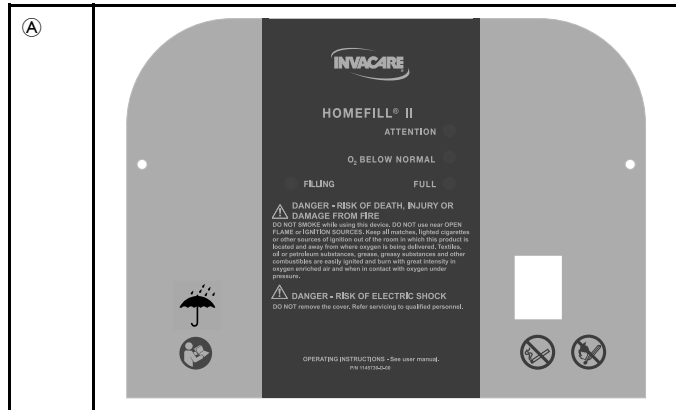 Ⓐ
INVACARE
HOMEFILL® II
ATTENTION
O₂ BELOW NORMAL
FILLING FULL
DANGER - RISK OF DEATH, INJURY OR
DAMAGE FROM FIRE
DO NOT SMOKE while using this device. DO NOT use near OPEN
FLAME or IGNITION SOURCES. Keep all matches, lighted cigarettes
or other sources of ignition out of the room in which this product is
located and away from where oxygen is being delivered. Textiles,
oil or petroleum substances, grease, greasy substances and other
combustibles are easily ignited and burn with great intensity in
oxygen enriched air and when in contact with oxygen under
pressure.
DANGER - RISK OF ELECTRIC SHOCK
DO NOT remove the cover. Refer servicing to qualified personnel.
OPERATING INSTRUCTIONS - See user manual.